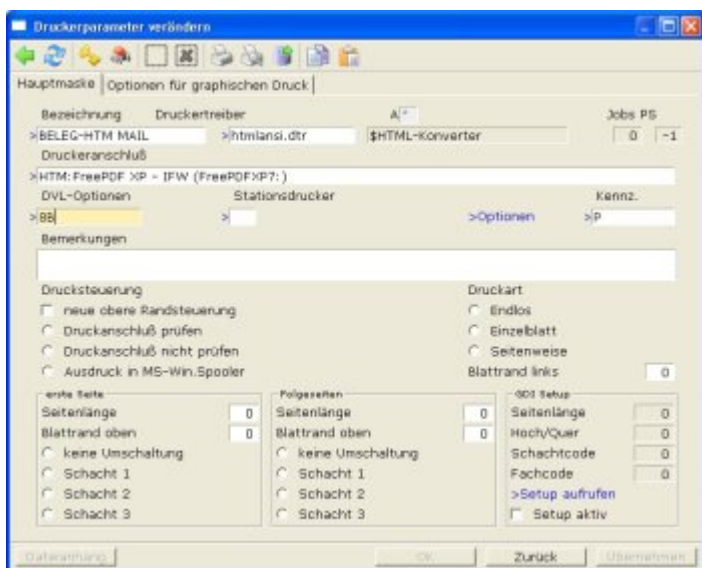 Druckerparameter verändern
Hauptmaske Optionen für graphischen Druck
Bezeichnung Druckertreiber A Jobs PS
>BELEG-HTM MAIL >htmlansi.dtr $HTML-Konverter 0 -1
Druckeranschluß
>HTM:FreePDF XP - IFW (FreePDFXP7:)
DVL-Optionen Stationsdrucker Kennz.
>BB > >Optionen >P
Bemerkungen
Drucksteuerung Druckart
neue obere Randsteuerung Endlos
Druckanschluß prüfen Einzelblatt
Druckanschluß nicht prüfen Seitenweise
Ausdruck in MS-Win.Spooler Blattrand links 0
erste Seite Folgeseiten GDI Setup
Seitenlänge 0 Seitenlänge 0 Seitenlänge 0
Blattrand oben 0 Blattrand oben 0 Hoch/Quer 0
keine Umschaltung keine Umschaltung Schachtcode 0
Schacht 1 Schacht 1 Fachcode 0
Schacht 2 Schacht 2 >Setup aufrufen
Schacht 3 Schacht 3 Setup aktiv
Dateianhang OK Zurück Übernehmen